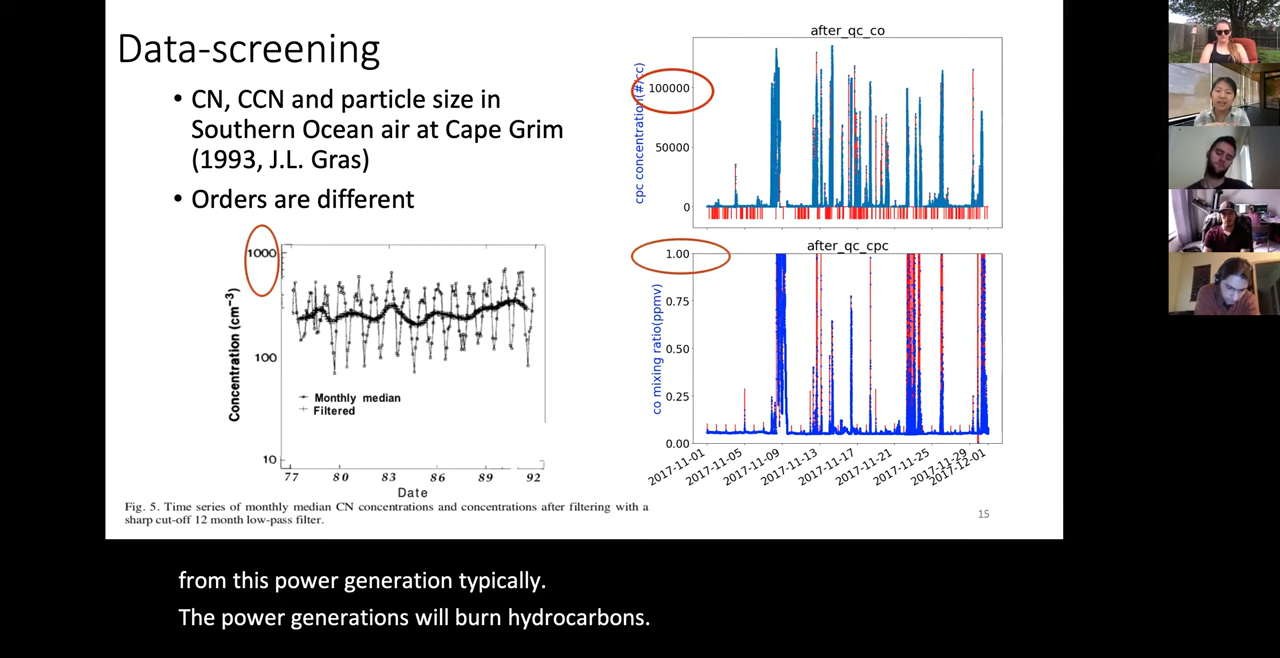 Data-screening
• CN, CCN and particle size in
Southern Ocean air at Cape Grim
(1993, J.L. Gras)
• Orders are different
1000
100
10
Concentration (cm⁻³)
Monthly median
Filtered
77 80 83 86 89 92
Date
Fig. 5. Time series of monthly median CN concentrations and concentrations after filtering with a
sharp cut-off 12 month low-pass filter.
after_qc_co
cpc concentration(#/cc)
100000
50000
0
after_qc_cpc
co mixing ratio(ppmv)
1.00
0.75
0.50
0.25
0.00
2017-11-01
2017-11-05
2017-11-09
2017-11-13
2017-11-17
2017-11-21
2017-11-25
2017-11-29
2017-12-01
15
from this power generation typically.
The power generations will burn hydrocarbons.